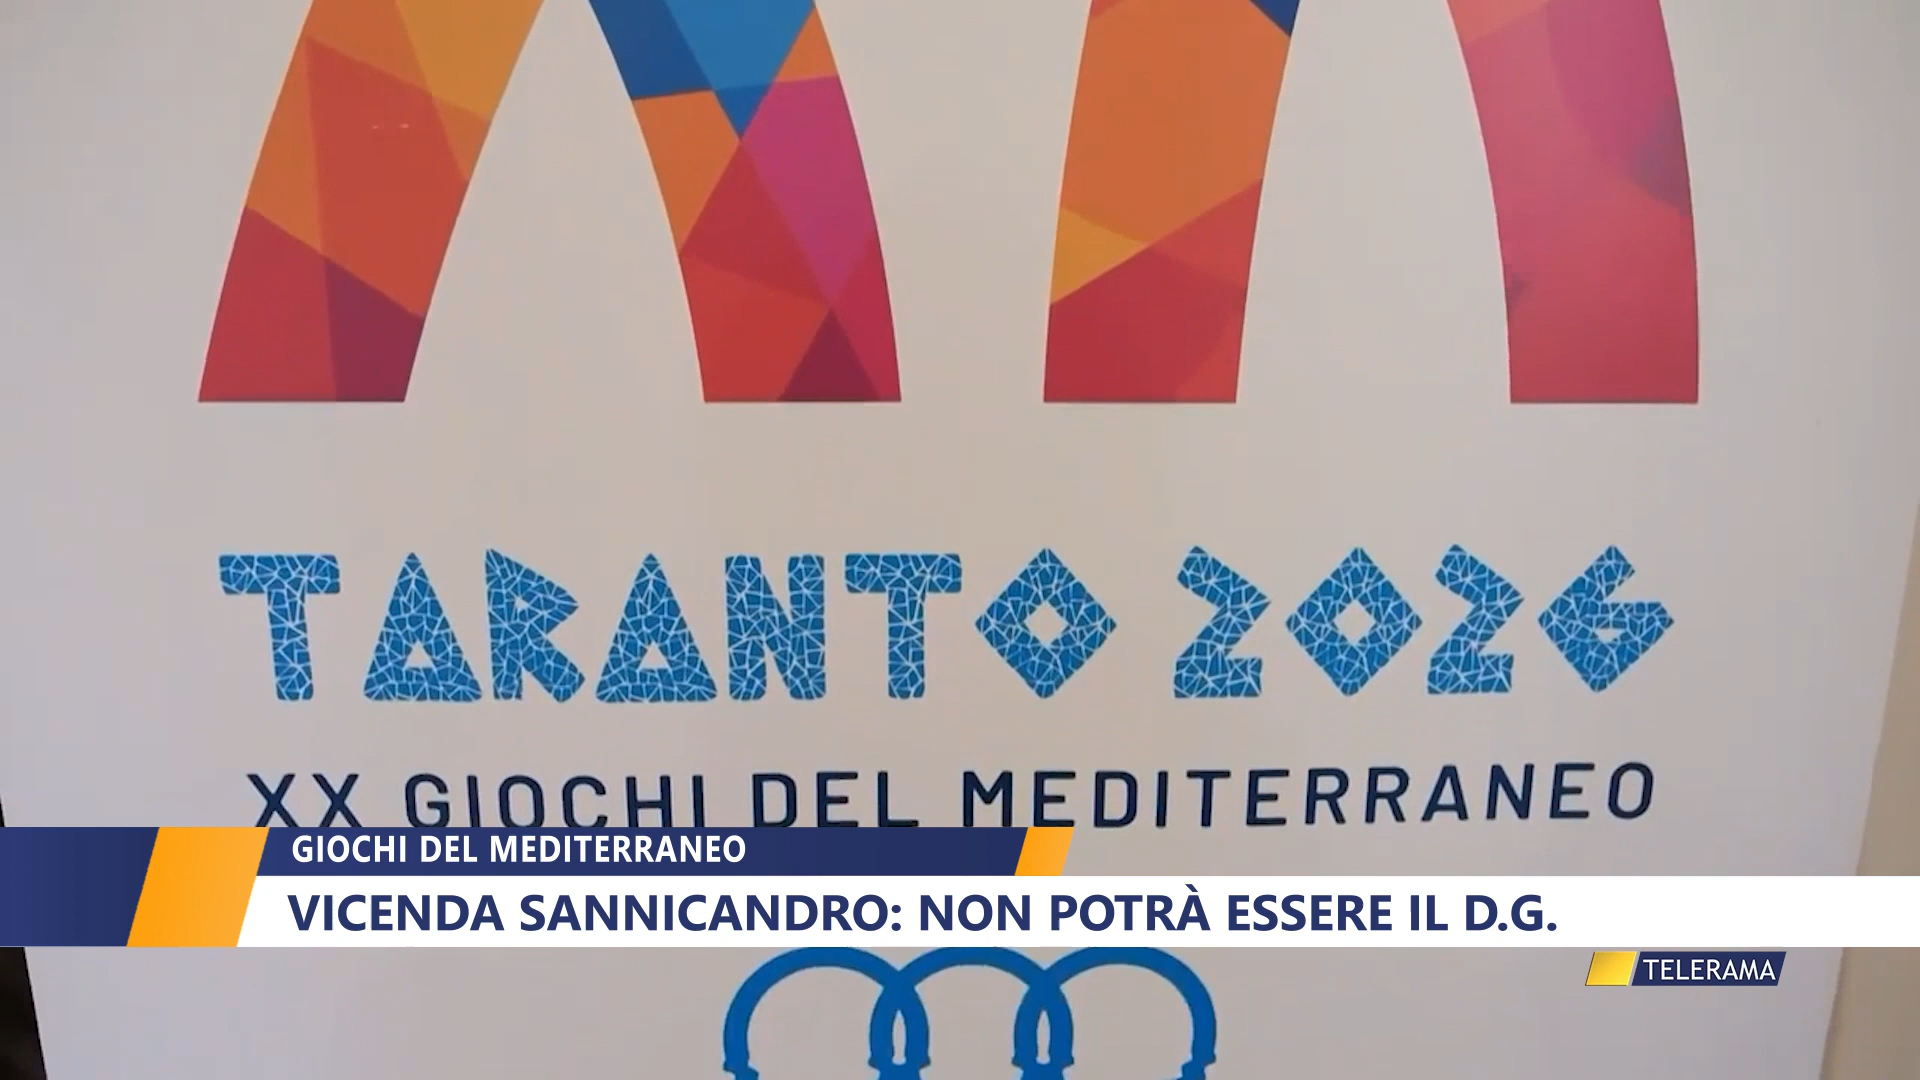 TARANTO 2026
XX GIOCHI DEL MEDITERRANEO
GIOCHI DEL MEDITERRANEO
VICENDA SANNICANDRO: NON POTRÀ ESSERE IL D.G.
TELERAMA